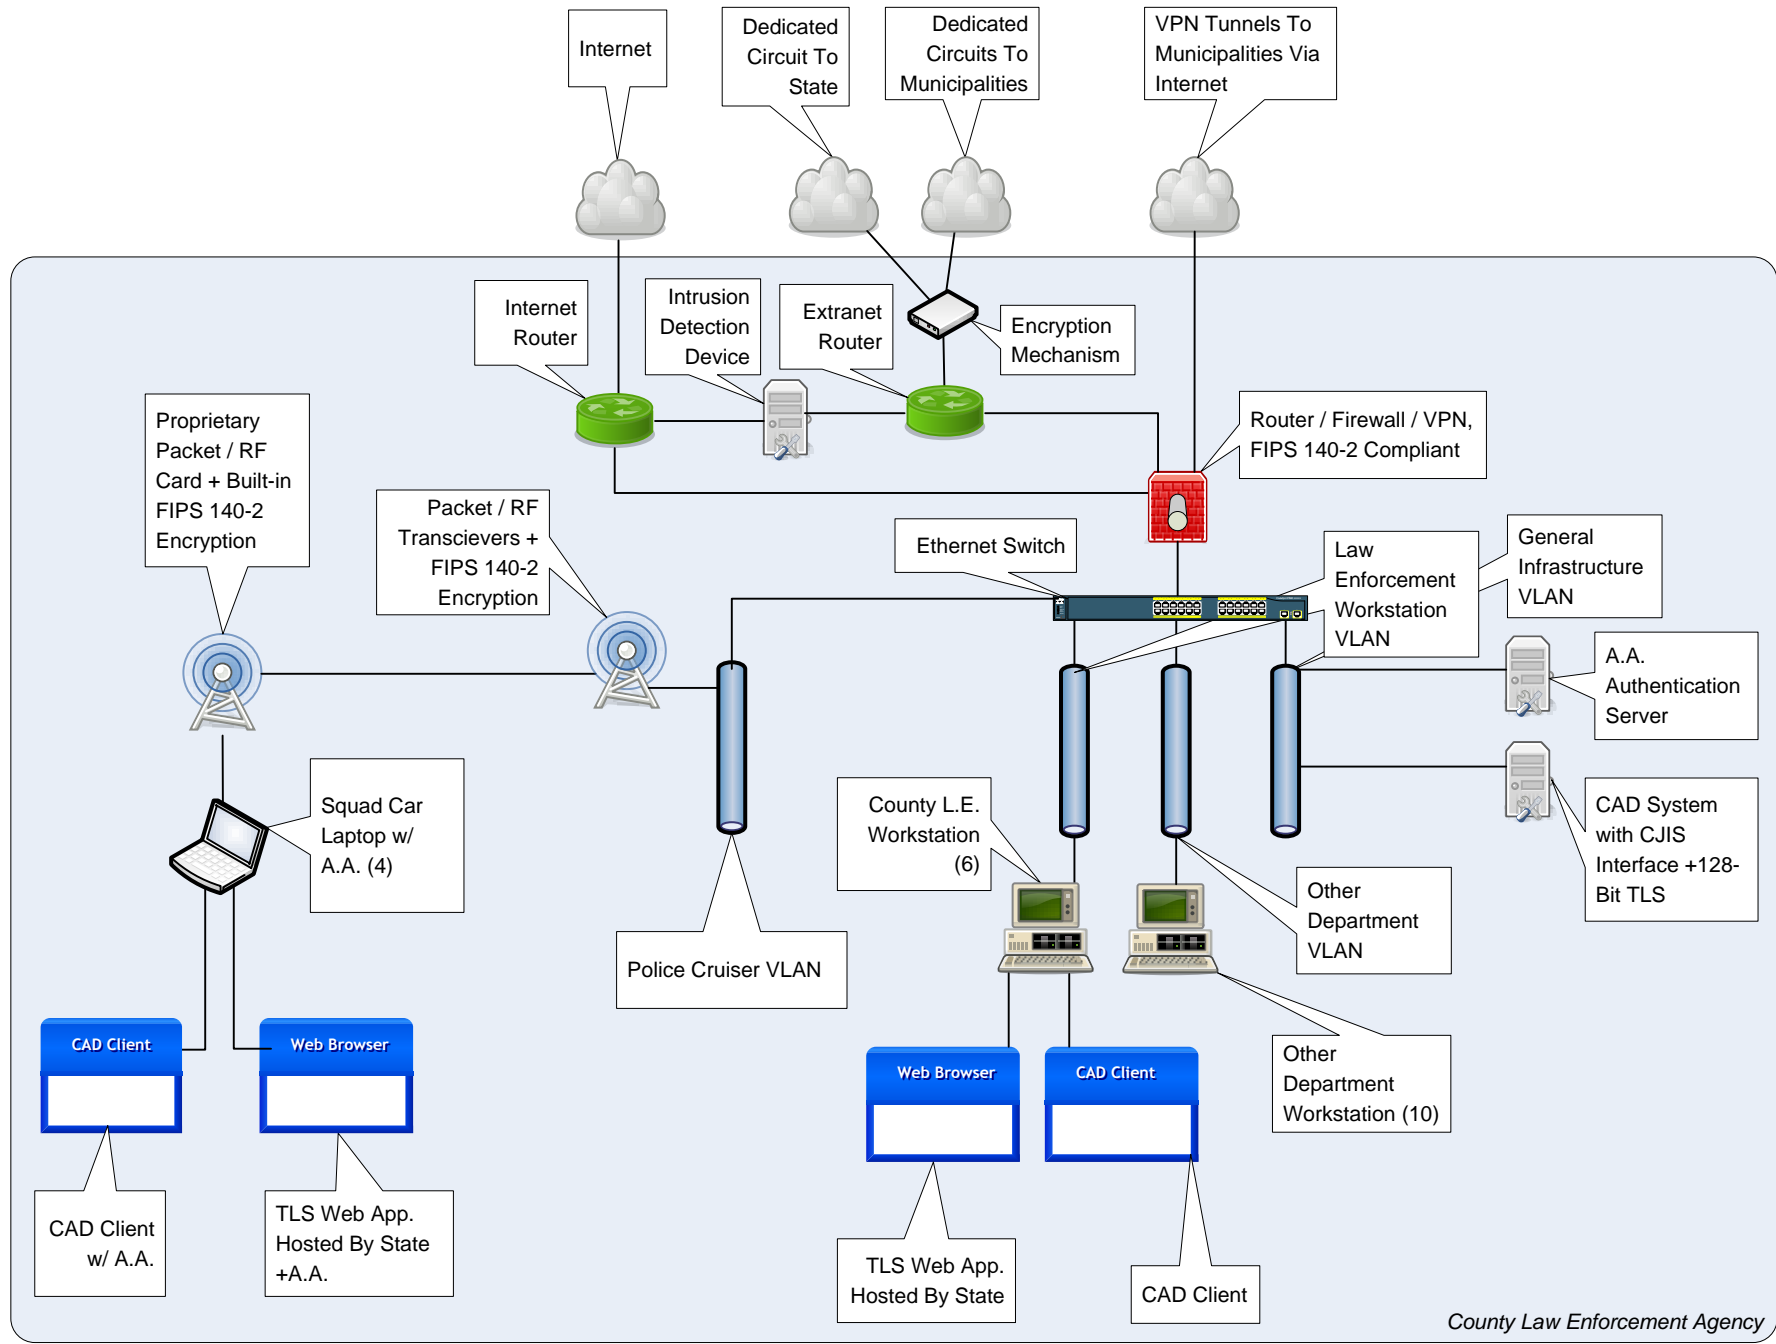 Internet
Dedicated
Circuit To
State
Dedicated
Circuits To
Municipalities
VPN Tunnels To
Municipalities Via
Internet
Internet
Router
Intrusion
Detection
Device
Extranet
Router
Encryption
Mechanism
Proprietary
Packet / RF
Card + Built-in
FIPS 140-2
Encryption
Packet / RF
Transcievers +
FIPS 140-2
Encryption
Router / Firewall / VPN,
FIPS 140-2 Compliant
Ethernet Switch
Law
Enforcement
Workstation
VLAN
General
Infrastructure
VLAN
A.A.
Authentication
Server
Squad Car
Laptop w/
A.A. (4)
County L.E.
Workstation
(6)
CAD System
with CJIS
Interface +128-
Bit TLS
Police Cruiser VLAN
Other
Department
VLAN
CAD Client
Web Browser
Web Browser
CAD Client
Other
Department
Workstation (10)
CAD Client
w/ A.A.
TLS Web App.
Hosted By State
+A.A.
TLS Web App.
Hosted By State
CAD Client
County Law Enforcement Agency